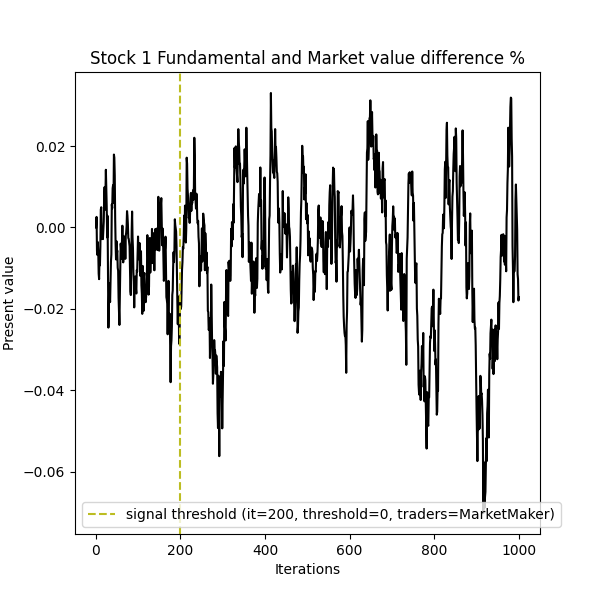 Stock 1 Fundamental and Market value difference %
Present value
0.02
0.00
−0.02
−0.04
−0.06
signal threshold (it=200, threshold=0, traders=MarketMaker)
0 200 400 600 800 1000
Iterations